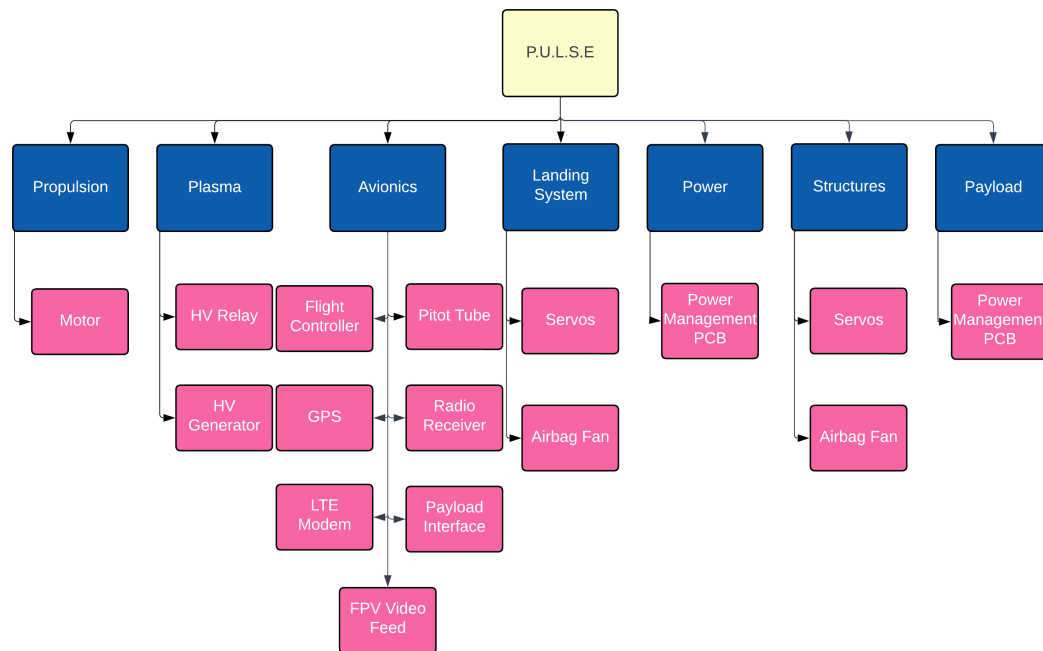 P.U.L.S.E
Propulsion
Plasma
Avionics
Landing
System
Power
Structures
Payload
Motor
HV Relay
Flight
Controller
Pitot Tube
Servos
Power
Management
PCB
Servos
Power
Management
PCB
HV
Generator
GPS
Radio
Receiver
Airbag Fan
Airbag Fan
LTE
Modem
Payload
Interface
FPV Video
Feed